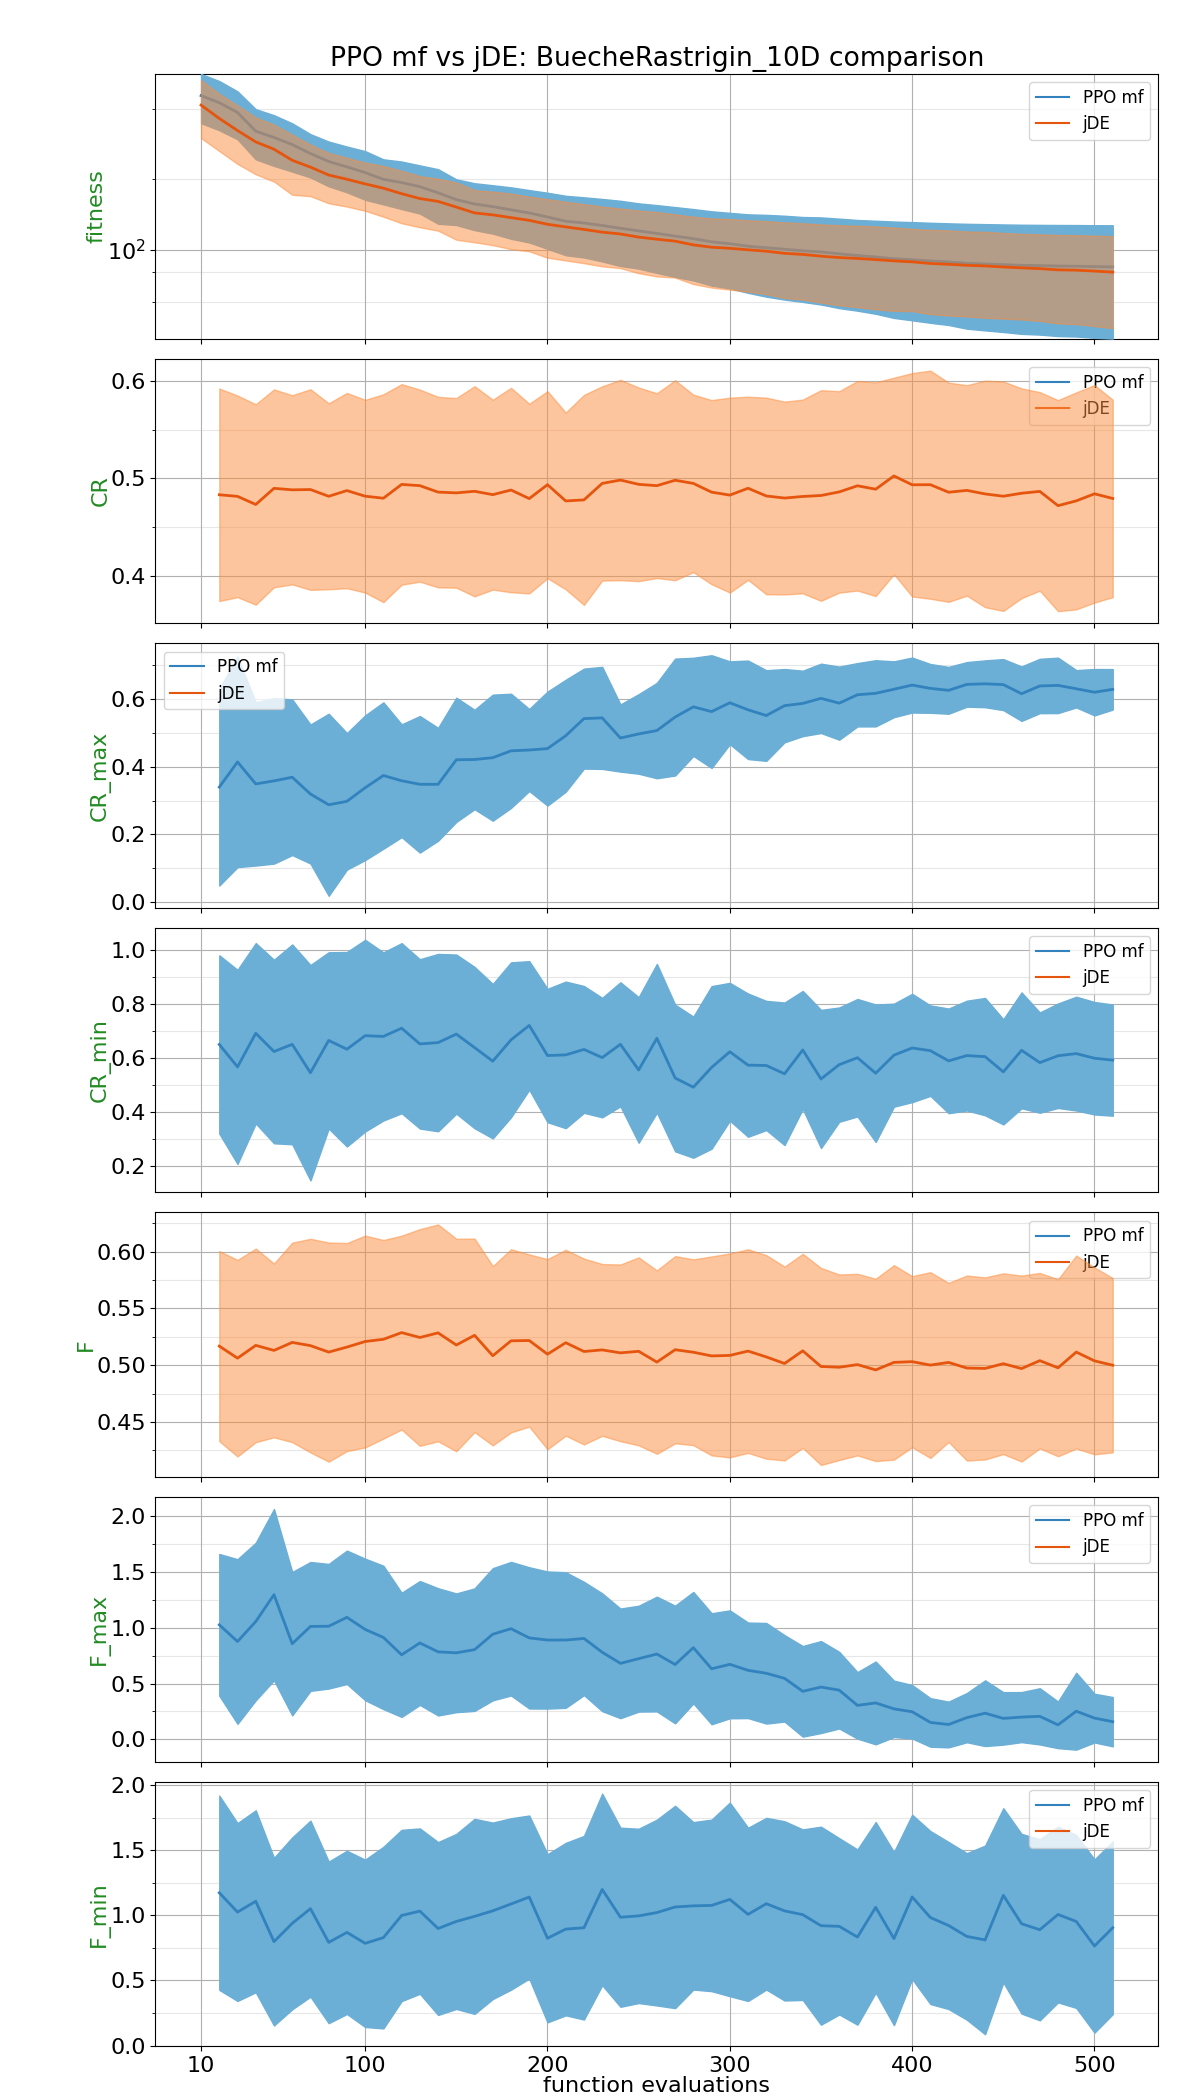 PPO mf vs jDE: BuecheRastrigin_10D comparison
fitness
10²
PPO mf
jDE
CR
0.6
0.5
0.4
PPO mf
jDE
CR_max
0.6
0.4
0.2
0.0
PPO mf
jDE
CR_min
1.0
0.8
0.6
0.4
0.2
PPO mf
jDE
F
0.60
0.55
0.50
0.45
PPO mf
jDE
F_max
2.0
1.5
1.0
0.5
0.0
PPO mf
jDE
F_min
2.0
1.5
1.0
0.5
0.0
PPO mf
jDE
10 100 200 300 400 500
function evaluations